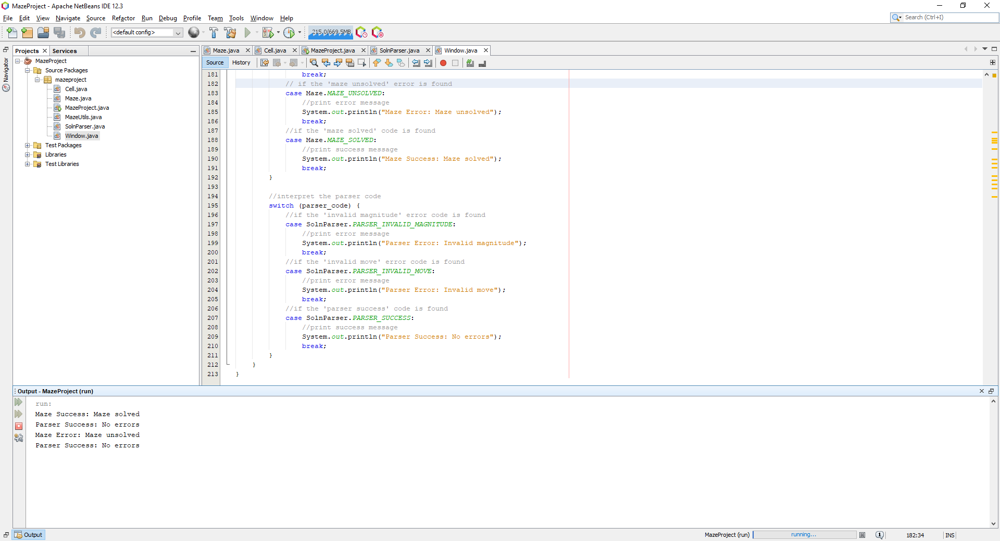 MazeProject - Apache NetBeans IDE 12.3
File Edit View Navigate Source Refactor Run Debug Profile Team Tools Window Help
Search (Ctrl+I)
<default config>
215.0/669.5MB
Projects
Services
Navigator
MazeProject
Source Packages
mazeproject
Cell.java
Maze.java
MazeProject.java
MazeUtils.java
SolnParser.java
Window.java
Test Packages
Libraries
Test Libraries
Maze.java Cell.java MazeProject.java SolnParser.java Window.java
Source History
181 break;
182 // if the 'maze unsolved' error is found
183 case Maze.MAZE_UNSOLVED:
184 //print error message
185 System.out.println("Maze Error: Maze unsolved");
186 break;
187 //if the 'maze solved' code is found
188 case Maze.MAZE_SOLVED:
189 //print success message
190 System.out.println("Maze Success: Maze solved");
191 break;
192 }
193
194 //interpret the parser code
195 switch (parser_code) {
196 //if the 'invalid magnitude' error code is found
197 case SolnParser.PARSER_INVALID_MAGNITUDE:
198 //print error message
199 System.out.println("Parser Error: Invalid magnitude");
200 break;
201 //if the 'invalid move' error code is found
202 case SolnParser.PARSER_INVALID_MOVE:
203 //print error message
204 System.out.println("Parser Error: Invalid move");
205 break;
206 //if the 'parser success' code is found
207 case SolnParser.PARSER_SUCCESS:
208 //print success message
209 System.out.println("Parser Success: No errors");
210 break;
211 }
212 }
213 }
Output - MazeProject (run)
run:
Maze Success: Maze solved
Parser Success: No errors
Maze Error: Maze unsolved
Parser Success: No errors
Output
MazeProject (run) running... 1 182:34 INS